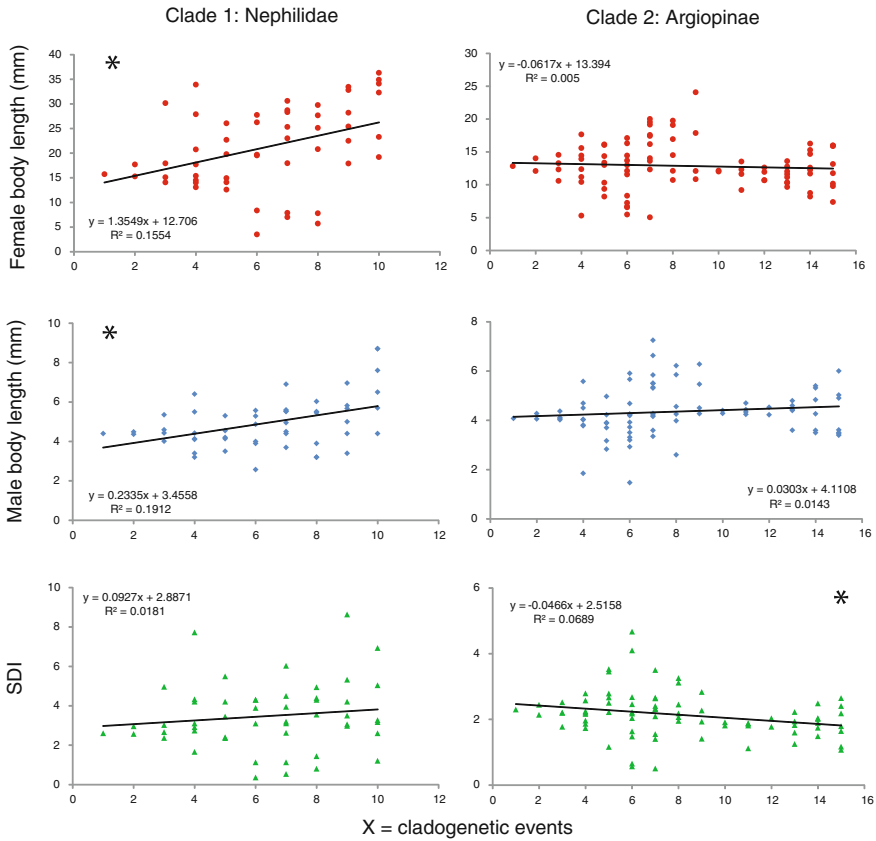 Clade 1: Nephilidae
Clade 2: Argiopinae
Female body length (mm)
40
35
30
25
20
15
10
5
0
0 2 4 6 8 10 12
*
y = 1.3549x + 12.706
R² = 0.1554
30
25
20
15
10
5
0
0 2 4 6 8 10 12 14 16
y = -0.0617x + 13.394
R² = 0.005
Male body length (mm)
10
8
6
4
2
0
0 2 4 6 8 10 12
*
y = 0.2335x + 3.4558
R² = 0.1912
8
6
4
2
0
0 2 4 6 8 10 12 14 16
y = 0.0303x + 4.1108
R² = 0.0143
SDI
10
8
6
4
2
0
0 2 4 6 8 10 12
y = 0.0927x + 2.8871
R² = 0.0181
6
4
2
0
0 2 4 6 8 10 12 14 16
y = -0.0466x + 2.5158
R² = 0.0689
*
X = cladogenetic events